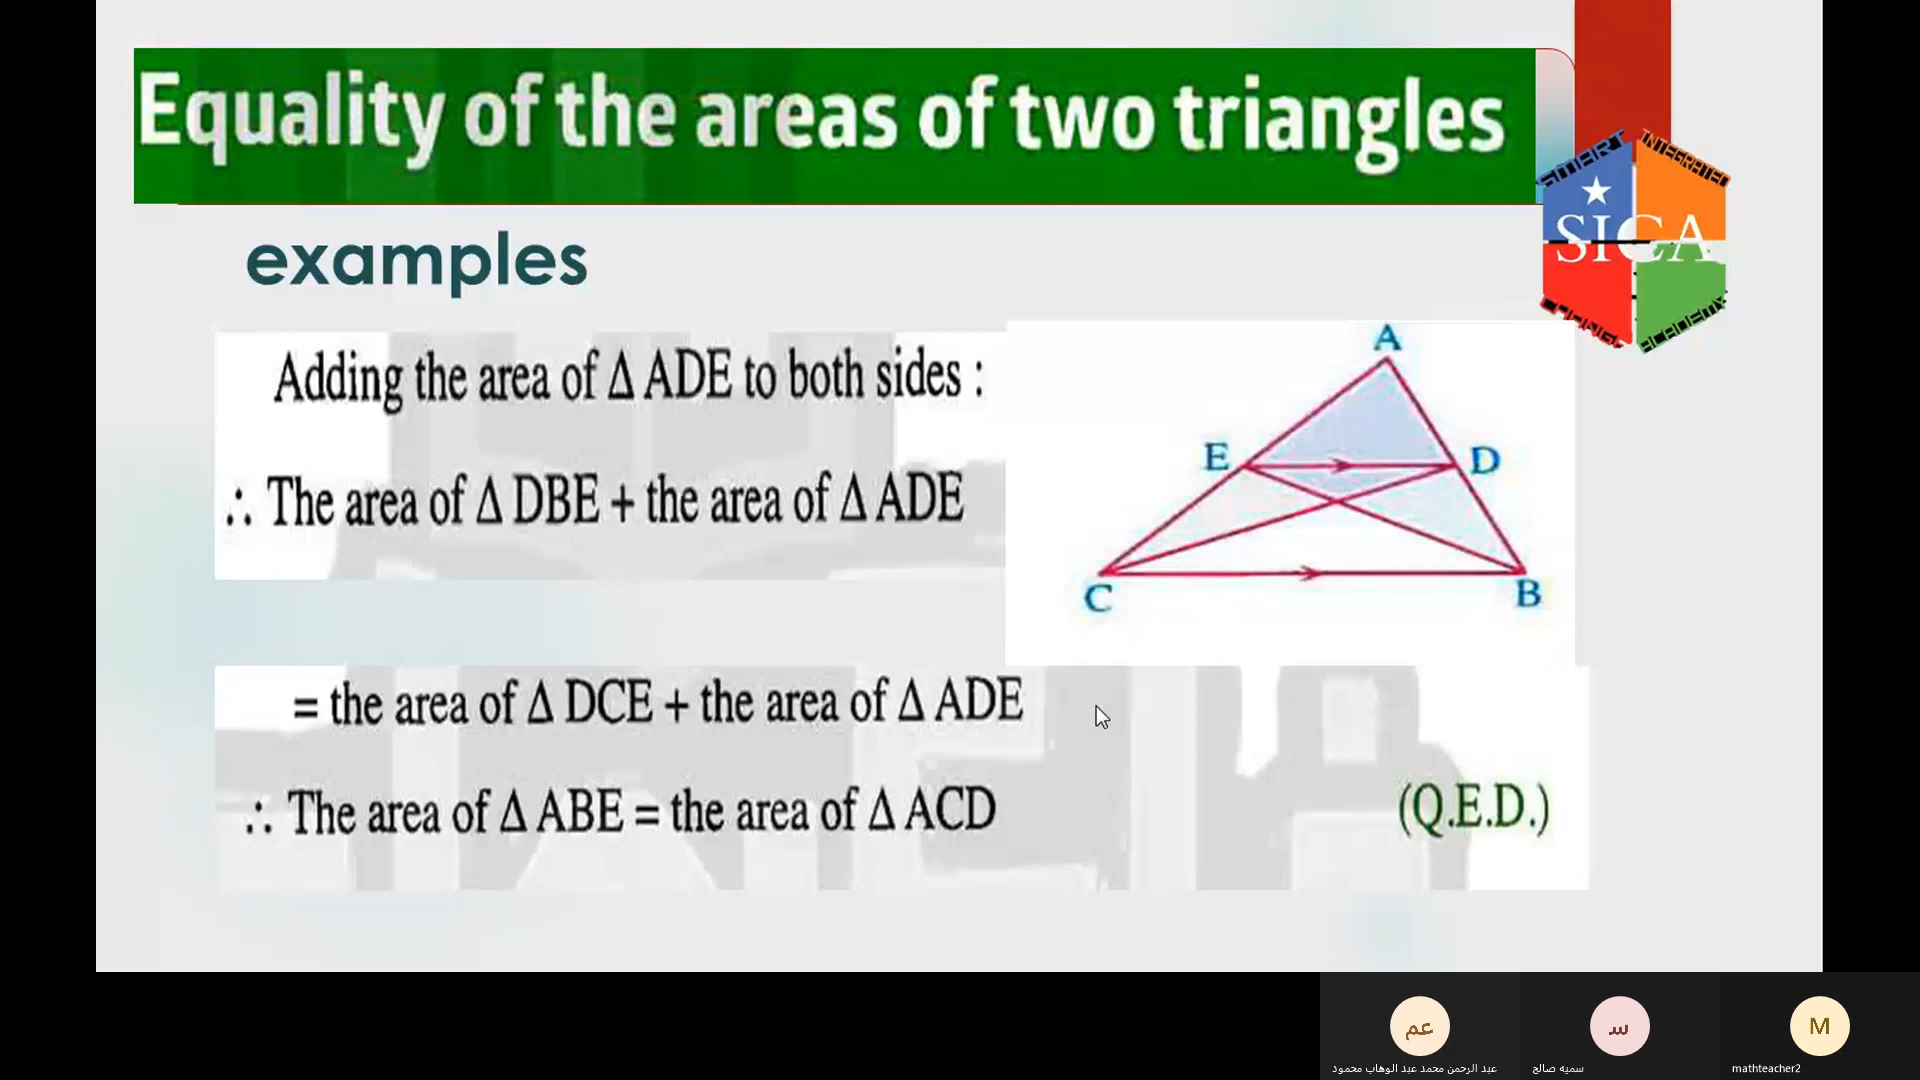 Equality of the areas of two triangles
SMART
INTEGRATED
SICA
ACADEMY
examples
Adding the area of Δ ADE to both sides :
∴ The area of Δ DBE + the area of Δ ADE
A
E
D
C
B
= the area of Δ DCE + the area of Δ ADE
∴ The area of Δ ABE = the area of Δ ACD
(Q.E.D.)
عم
س
M
عبد الرحمن محمد عبد الوهاب محمود
سميه صالح
mathteacher2